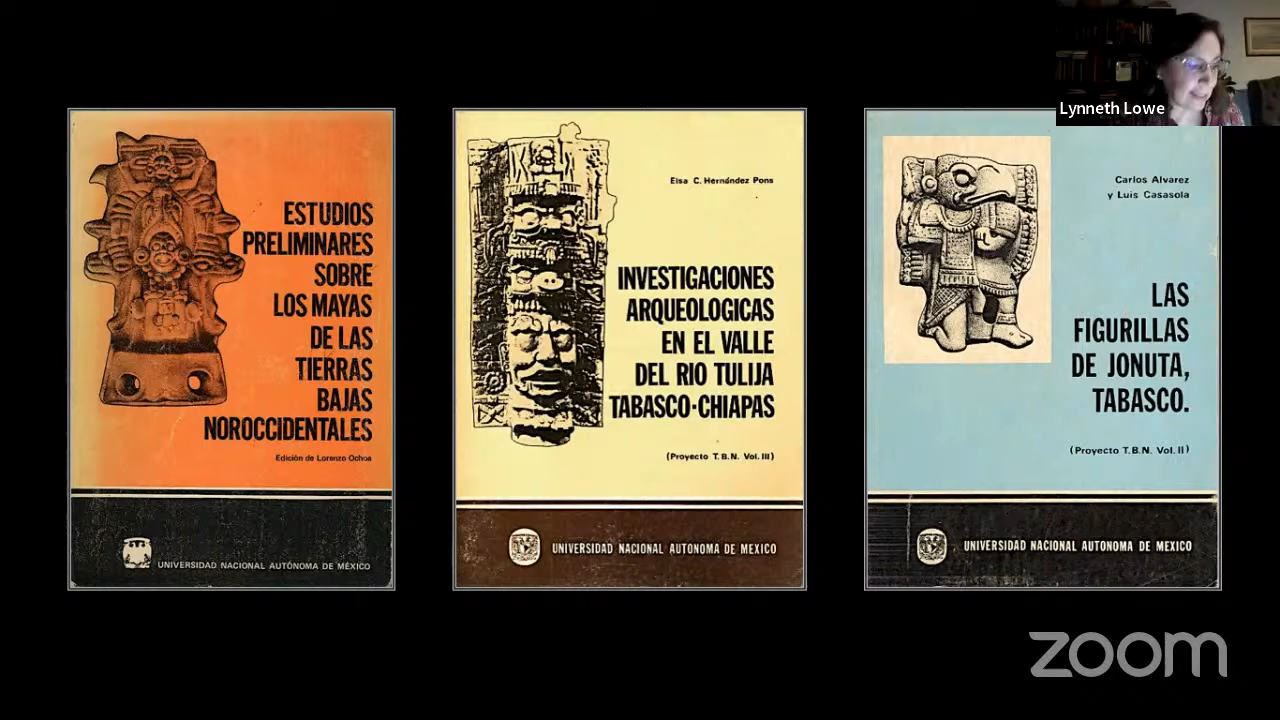 Lynneth Lowe
ESTUDIOS
PRELIMINARES
SOBRE
LOS MAYAS
DE LAS
TIERRAS
BAJAS
NOROCCIDENTALES
Edición de Lorenzo Ochoa
UNIVERSIDAD NACIONAL AUTÓNOMA DE MÉXICO
Elsa C. Hernández Pons
INVESTIGACIONES
ARQUEOLOGICAS
EN EL VALLE
DEL RIO TULIJA
TABASCO-CHIAPAS
(Proyecto T.B.N. Vol. III)
UNIVERSIDAD NACIONAL AUTONOMA DE MEXICO
Carlos Alvarez
y Luis Casasola
LAS
FIGURILLAS
DE JONUTA,
TABASCO.
(Proyecto T.B.N. Vol. II)
UNIVERSIDAD NACIONAL AUTONOMA DE MEXICO
zoom